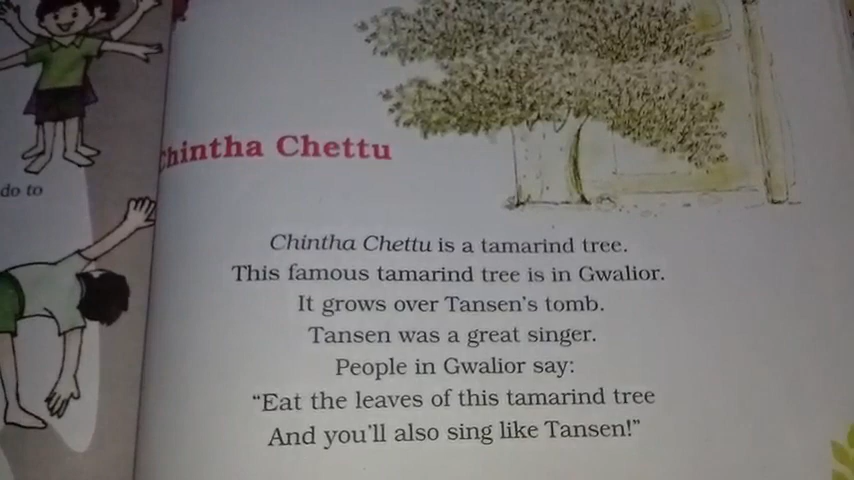 Chintha Chettu
do to
Chintha Chettu is a tamarind tree.
This famous tamarind tree is in Gwalior.
It grows over Tansen's tomb.
Tansen was a great singer.
People in Gwalior say:
“Eat the leaves of this tamarind tree
And you'll also sing like Tansen!”